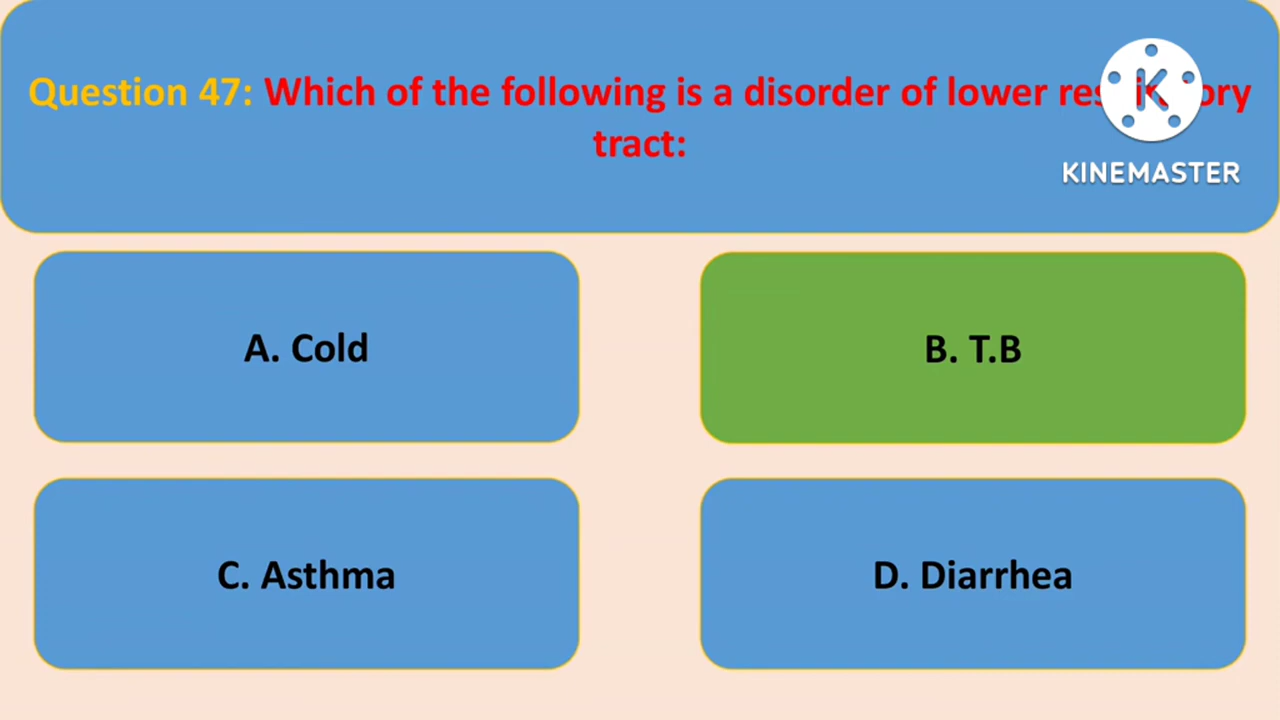 Question 47: Which of the following is a disorder of lower
tract:
KINEMASTER
A. Cold
B. T.B
C. Asthma
D. Diarrhea